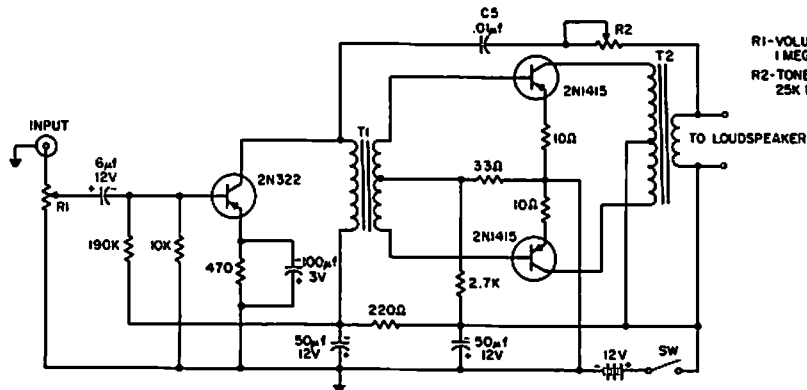 C5
.01µf
R2
R1-VOLU
1 MEG
R2-TONE
25K
T2
2N1415
T1
INPUT
TO LOUDSPEAKER
10Ω
6µf
12V
+ -
2N322
33Ω
R1
10Ω
2N1415
190K
10K
470
-100µf
+ 3V
2.7K
220Ω
50µf
12V
-
+
50µf
12V
-
+
12V
- +
SW